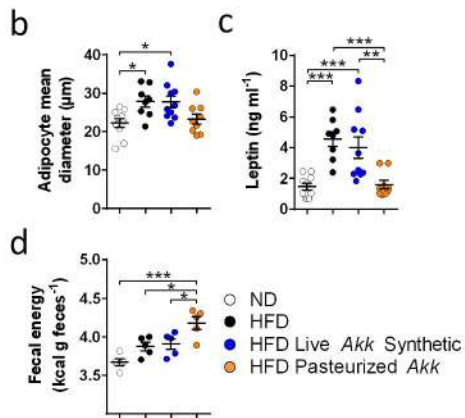 b
*
*
Adipocyte mean
diameter (µm)
40
30
20
10
0
c
***
***
**
***
Leptin (ng ml-1)
10
8
6
4
2
0
d
***
*
*
Fecal energy
(kcal g feces-1)
5.0
4.5
4.0
3.5
ND
HFD
HFD Live Akk Synthetic
HFD Pasteurized Akk